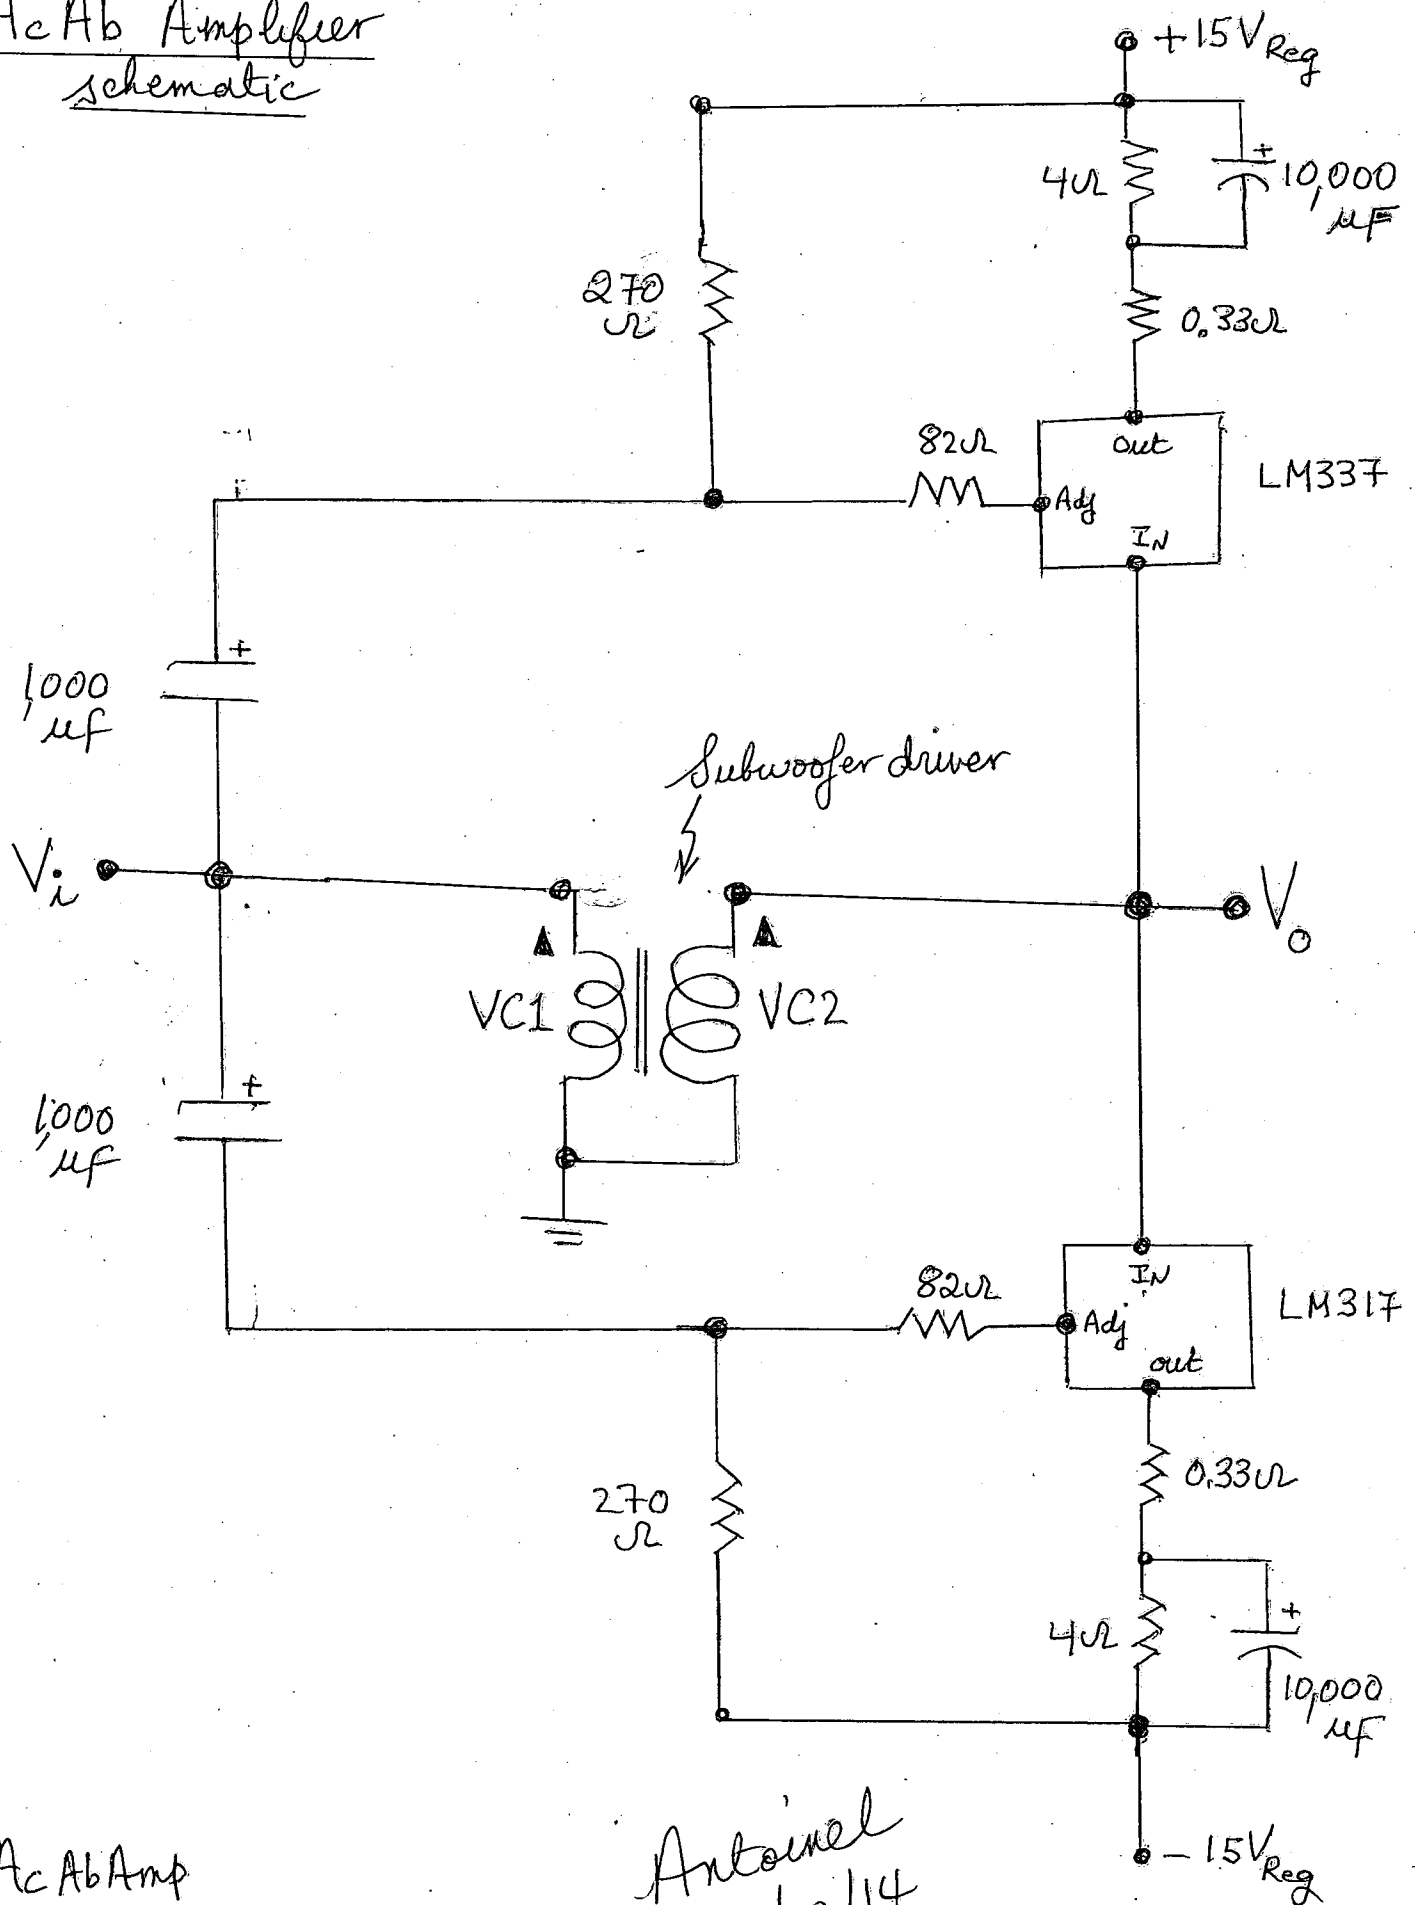 AcAb Amplifier
schematic
+15VReg
4Ω
+
10,000
µF
270
Ω
0.33Ω
82Ω
Out
LM337
Adj
IN
+
1,000
µf
Subwoofer driver
Vi
Vo
VC1
VC2
+
1,000
µf
82Ω
IN
LM317
Adj
out
0.33Ω
270
Ω
4Ω
+
10,000
µF
Antoinel
-15VReg
AcAbAmp